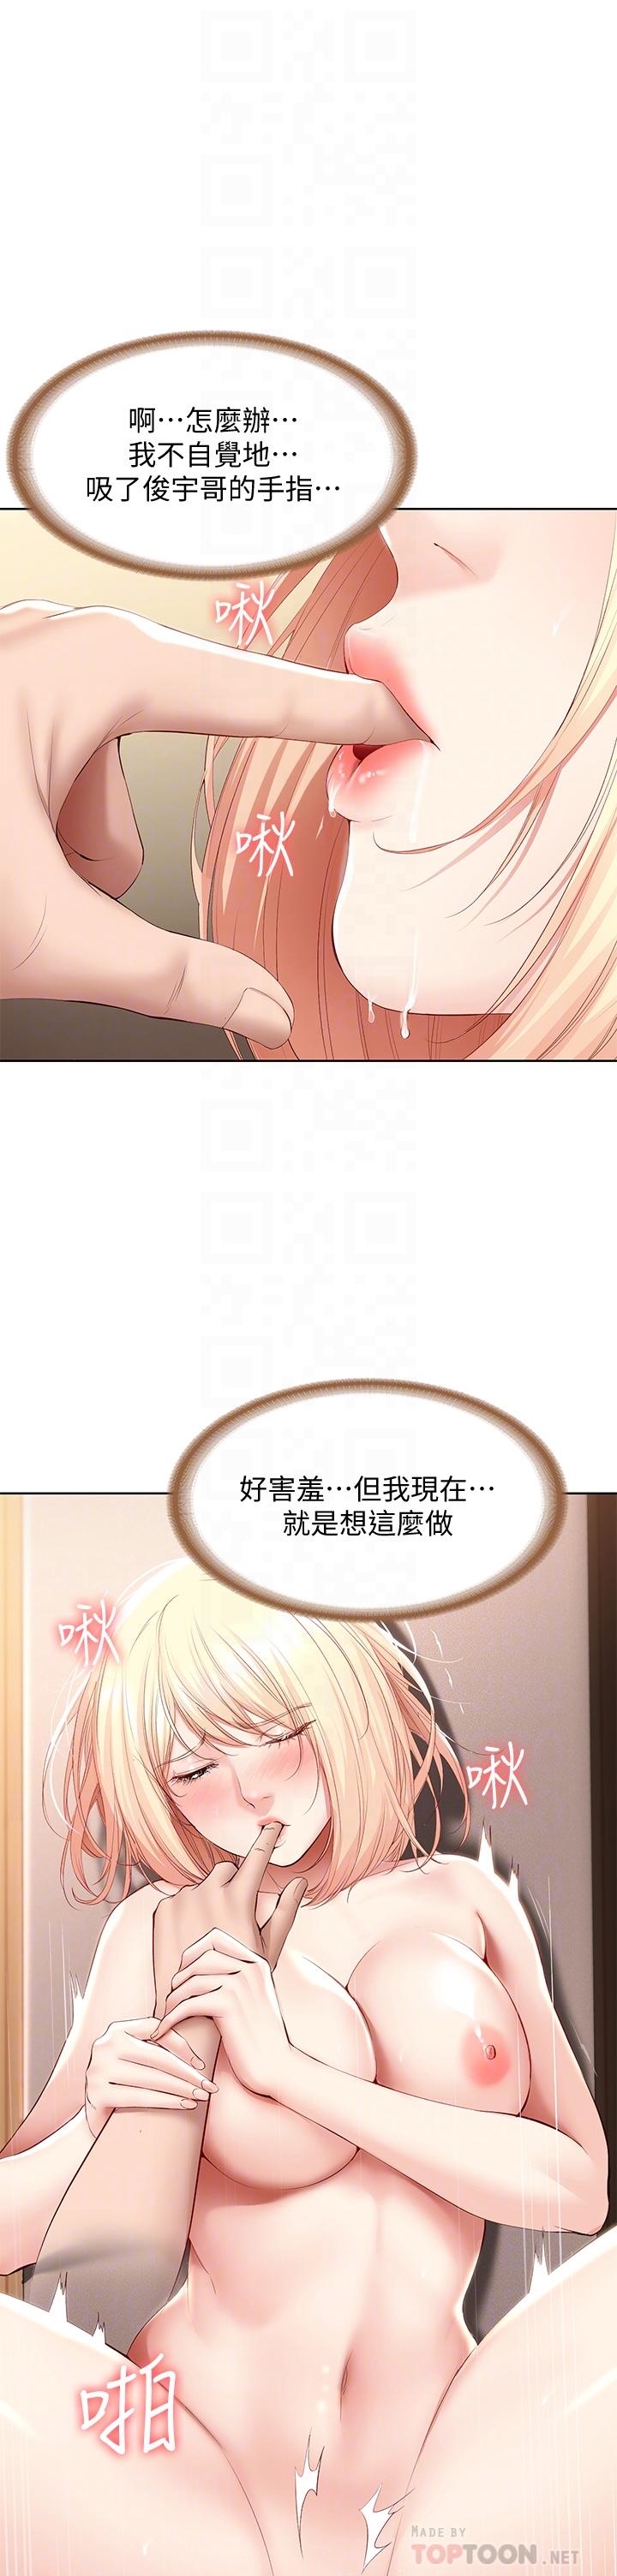 啊⋯怎麼辦⋯
我不自覺地⋯
吸了俊宇哥的手指⋯
啾
啾
好害羞⋯但我現在⋯
就是想這麼做
啾
啾
啪
MADE BY
TOPTOON.NET